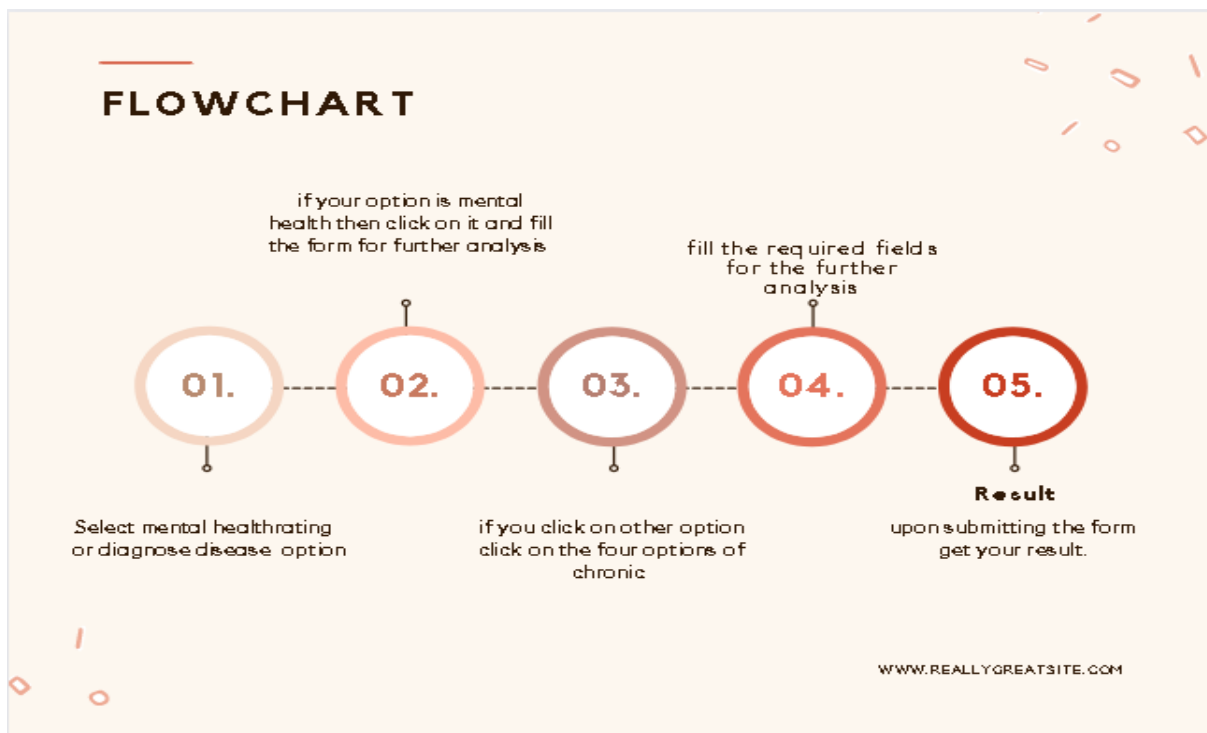 FLOWCHART
if your option is mental
health then click on it and fill
the form for further analysis
fill the required fields
for the further
analysis
01.
02.
03.
04.
05.
Select mental healthrating
or diagnose disease option
if you click on other option
click on the four options of
chronic
Result
upon submitting the form
get your result.
WWW.REALLYGREATSITE.COM